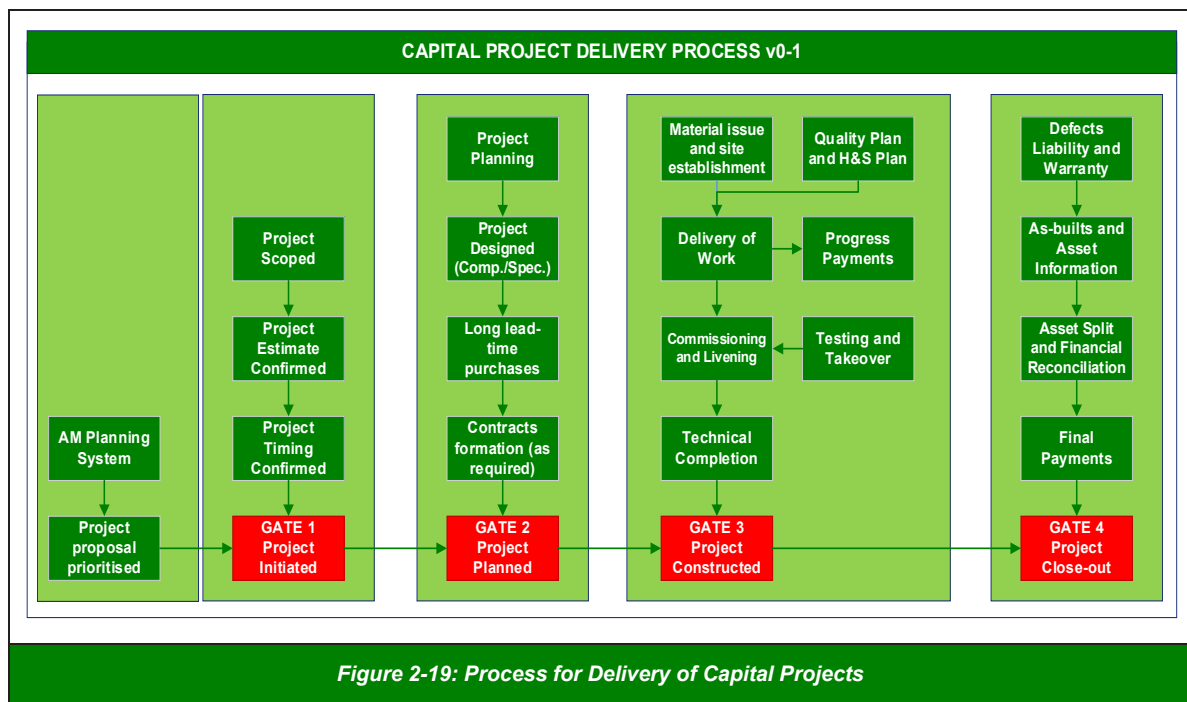 CAPITAL PROJECT DELIVERY PROCESS v0-1
AM Planning
System
Project
proposal
prioritised
Project
Scoped
Project
Estimate
Confirmed
Project
Timing
Confirmed
GATE 1
Project
Initiated
Project
Planning
Project
Designed
(Comp./Spec.)
Long lead-
time
purchases
Contracts
formation (as
required)
GATE 2
Project
Planned
Material issue
and site
establishment
Quality Plan
and H&S Plan
Delivery of
Work
Progress
Payments
Commissioning
and Livening
Testing and
Takeover
Technical
Completion
GATE 3
Project
Constructed
Defects
Liability and
Warranty
As-builts and
Asset
Information
Asset Split
and Financial
Reconciliation
Final
Payments
GATE 4
Project
Close-out
Figure 2-19: Process for Delivery of Capital Projects